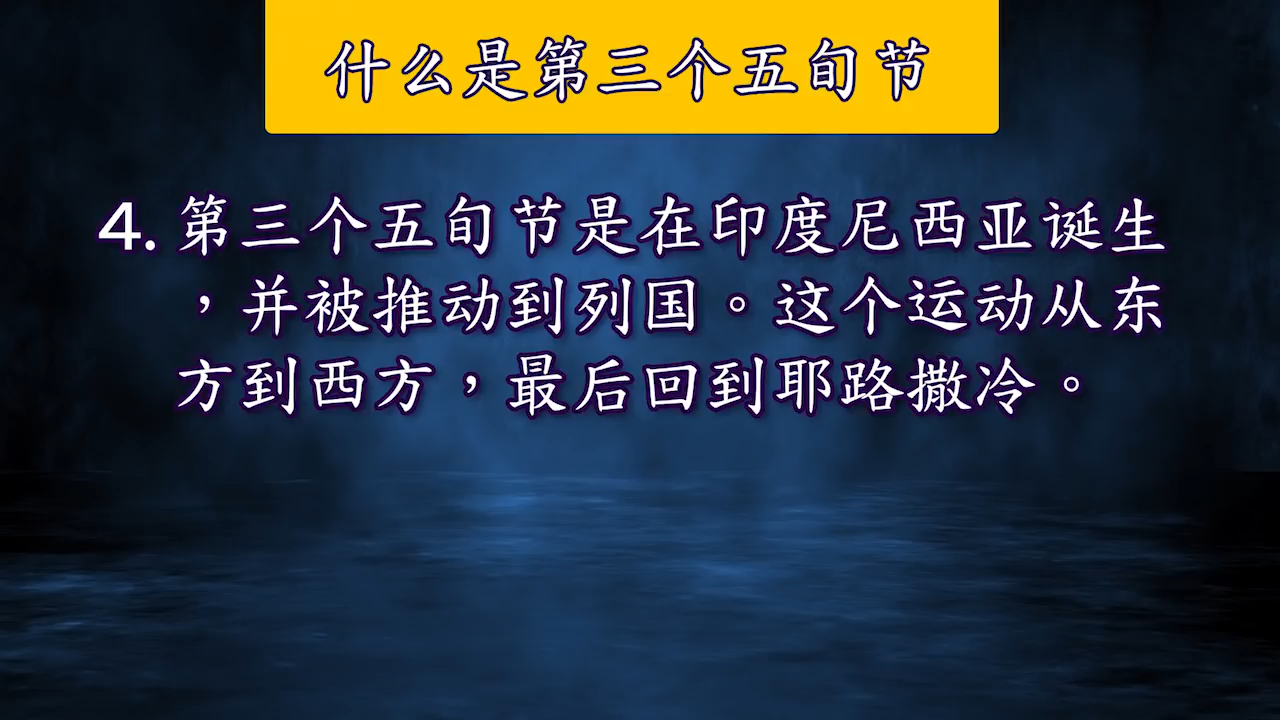 什么是第三个五旬节
4. 第三个五旬节是在印度尼西亚诞生
，并被推动到列国。这个运动从东
方到西方，最后回到耶路撒冷。